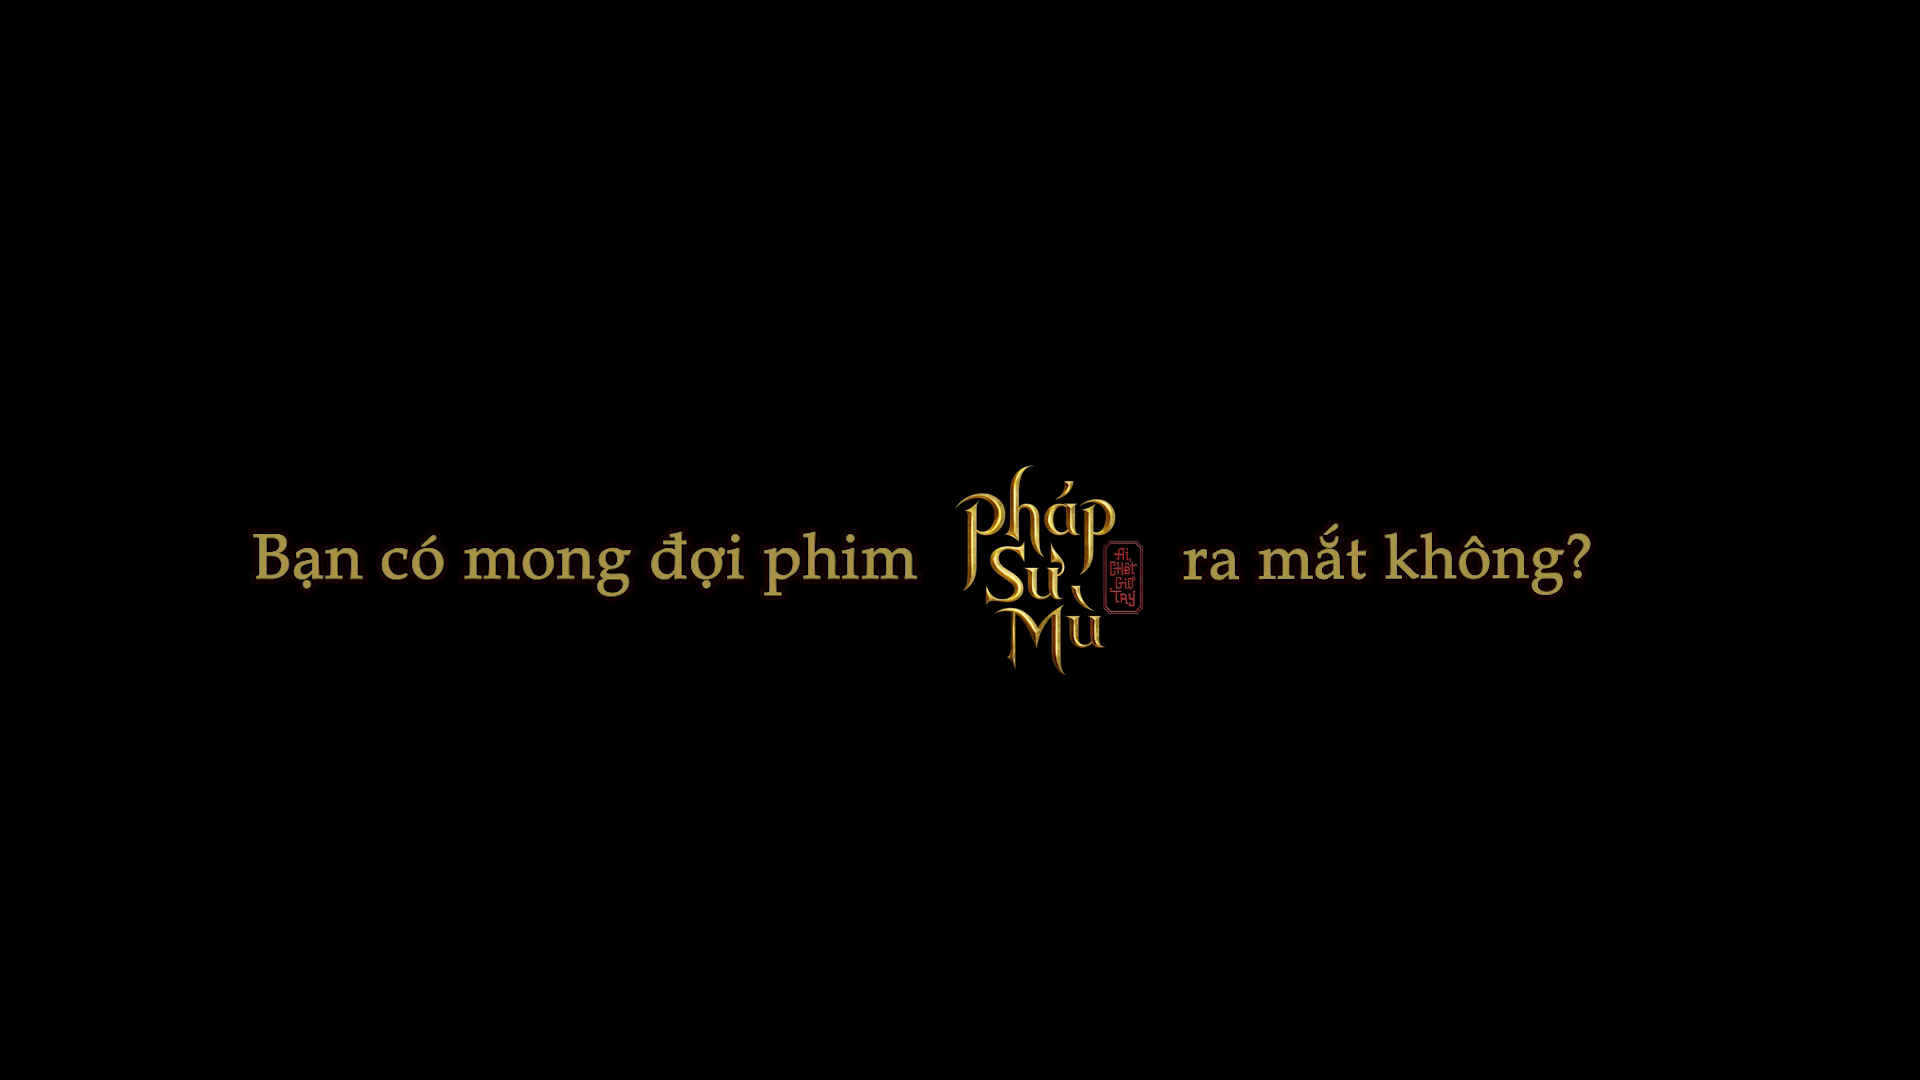 Bạn có mong đợi phim Pháp Sư Mù ra mắt không?
Ai
Chết
Giơ
Tay